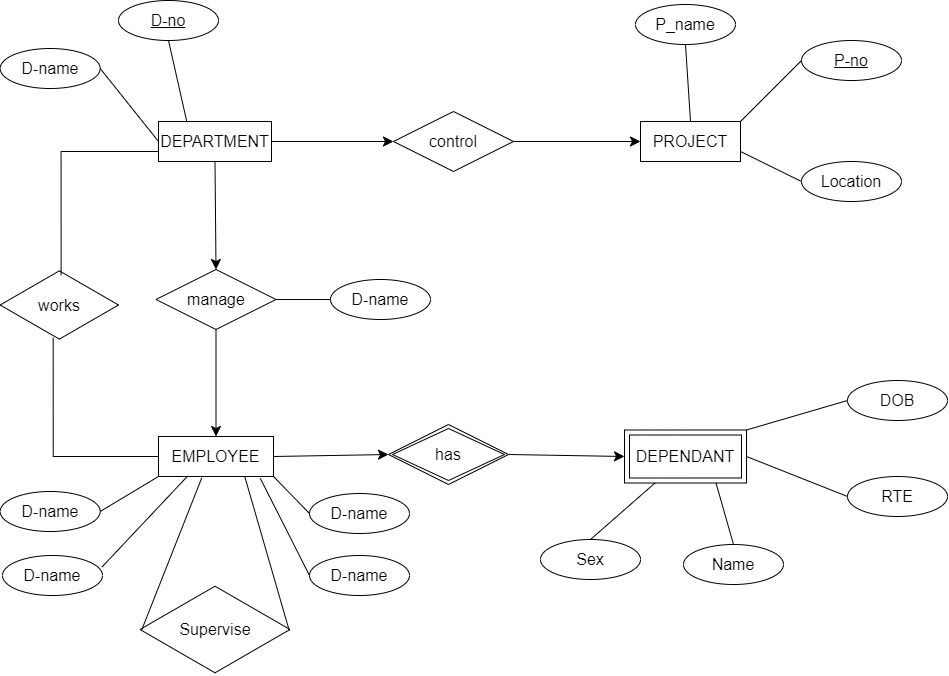 D-no
P_name
D-name
P-no
DEPARTMENT
control
PROJECT
Location
works
manage
D-name
DOB
EMPLOYEE
has
DEPENDANT
RTE
D-name
D-name
Sex
Name
D-name
D-name
Supervise